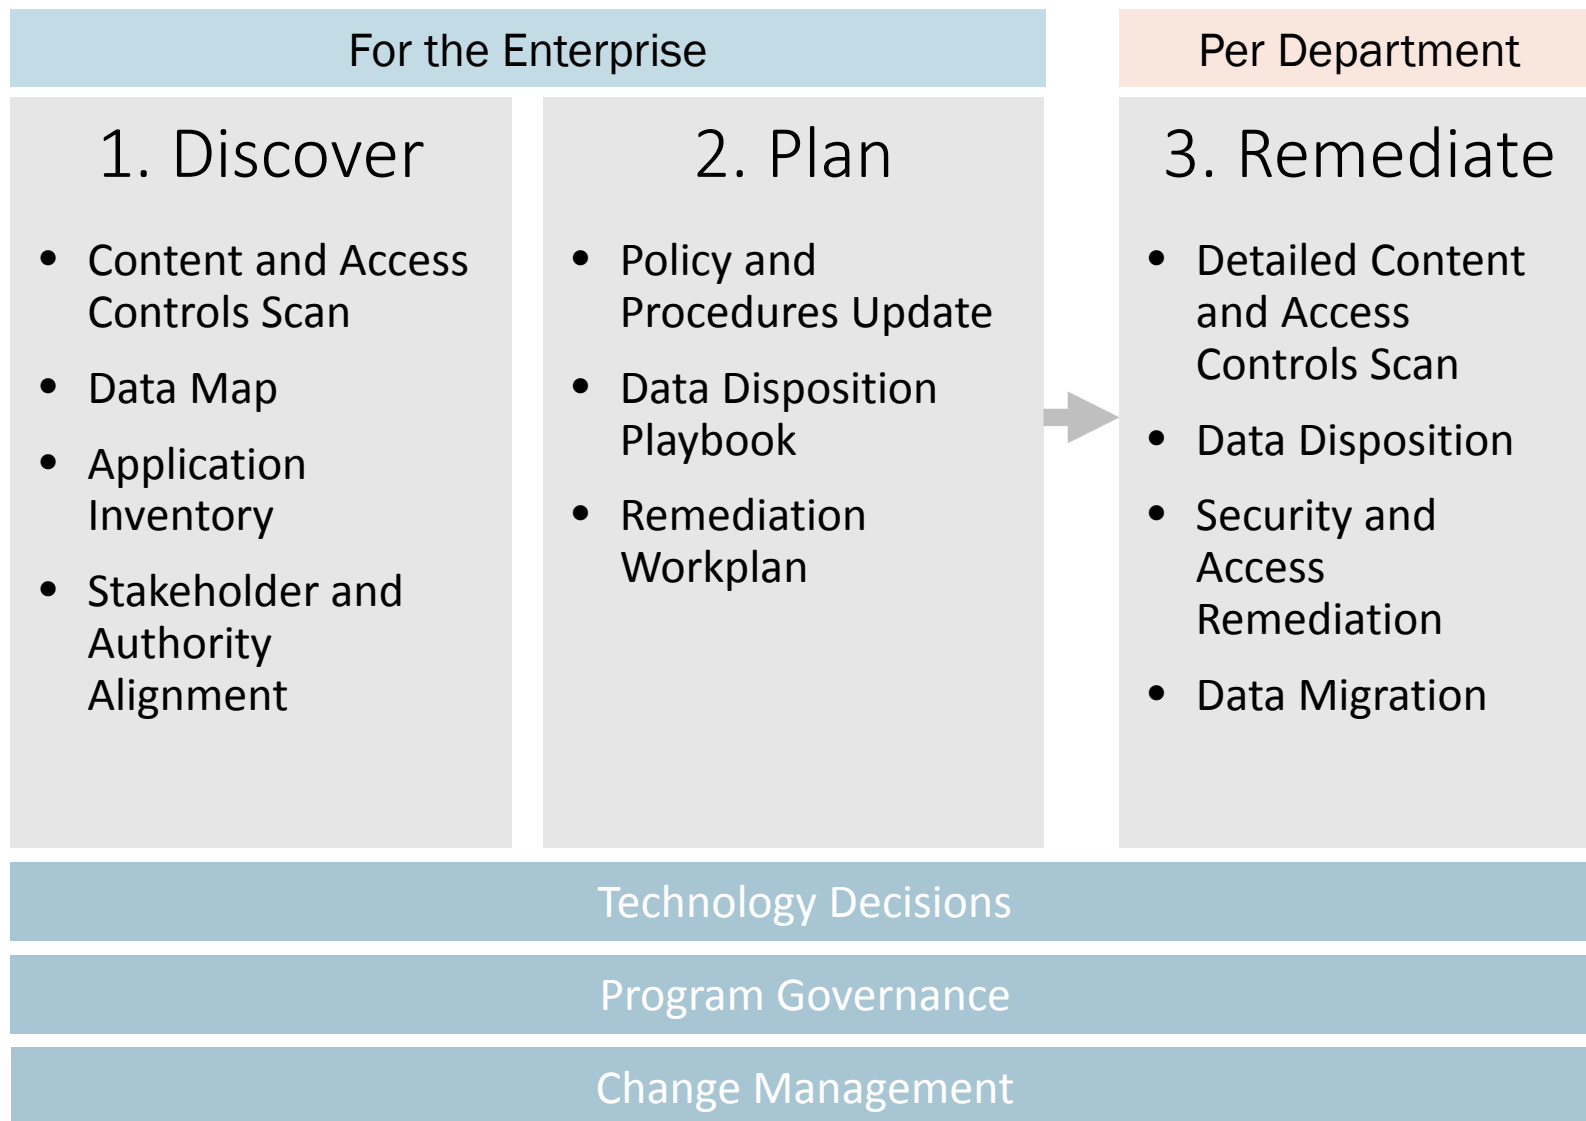 For the Enterprise
Per Department
1. Discover
• Content and Access
Controls Scan
• Data Map
• Application
Inventory
• Stakeholder and
Authority
Alignment
2. Plan
• Policy and
Procedures Update
• Data Disposition
Playbook
• Remediation
Workplan
3. Remediate
• Detailed Content
and Access
Controls Scan
• Data Disposition
• Security and
Access
Remediation
• Data Migration
Technology Decisions
Program Governance
Change Management